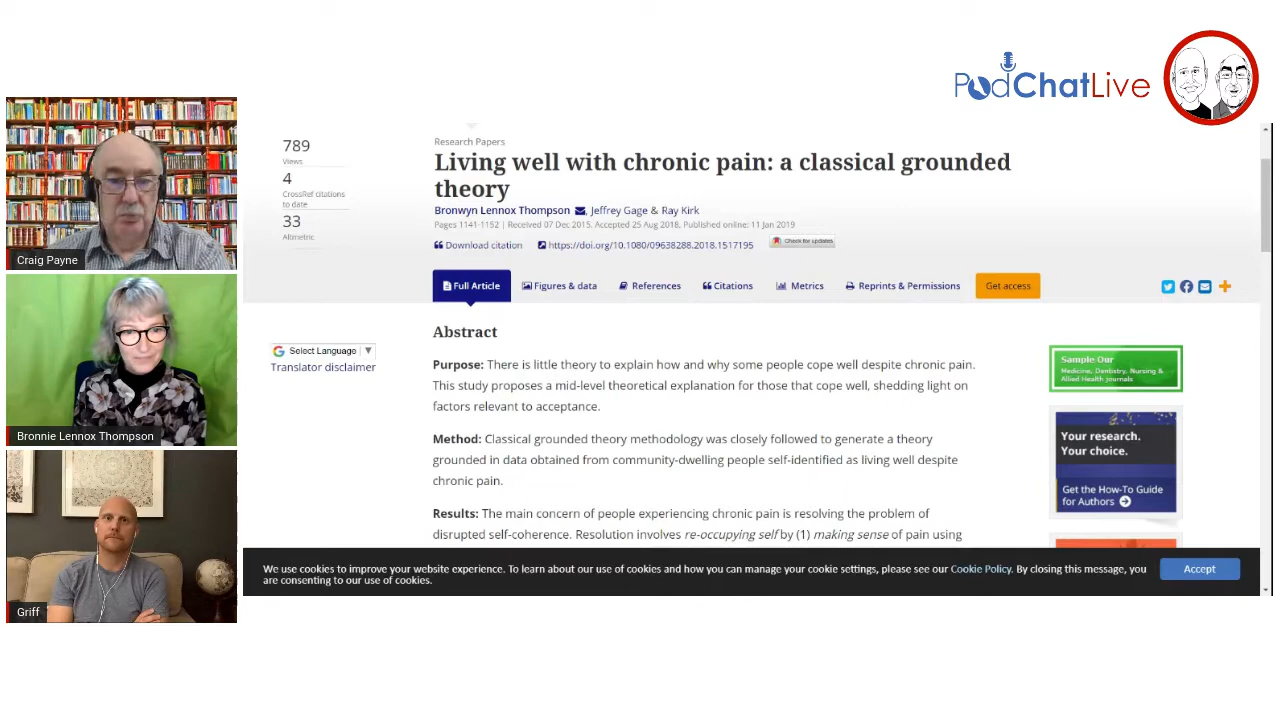 PodChatLive
Craig Payne
Bronnie Lennox Thompson
Griff
789
Views
4
CrossRef citations
to date
33
Altmetric
Research Papers
Living well with chronic pain: a classical grounded
theory
Bronwyn Lennox Thompson, Jeffrey Gage & Ray Kirk
Pages 1141-1152 | Received 07 Dec 2015, Accepted 25 Aug 2018, Published online: 11 Jan 2019
Download citation https://doi.org/10.1080/09638288.2018.1517195 Check for updates
Full Article Figures & data References Citations Metrics Reprints & Permissions Get access
Select Language
Translator disclaimer
Abstract
Purpose: There is little theory to explain how and why some people cope well despite chronic pain.
This study proposes a mid-level theoretical explanation for those that cope well, shedding light on
factors relevant to acceptance.
Method: Classical grounded theory methodology was closely followed to generate a theory
grounded in data obtained from community-dwelling people self-identified as living well despite
chronic pain.
Results: The main concern of people experiencing chronic pain is resolving the problem of
disrupted self-coherence. Resolution involves re-occupying self by (1) making sense of pain using
Sample Our
Medicine, Dentistry, Nursing &
Allied Health journals
Your research.
Your choice.
Get the How-To Guide
for Authors
We use cookies to improve your website experience. To learn about our use of cookies and how you can manage your cookie settings, please see our Cookie Policy. By closing this message, you
are consenting to our use of cookies.
Accept